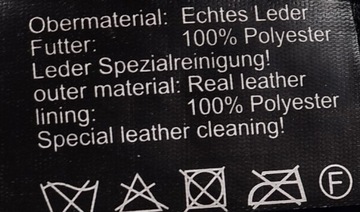 Obermaterial: Echtes Leder
Futter: 100% Polyester
Leder Spezialreinigung!
outer material: Real leather
lining: 100% Polyester
Special leather cleaning!
F